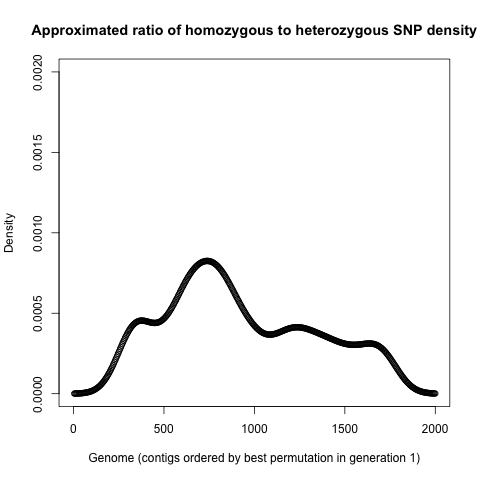 Approximated ratio of homozygous to heterozygous SNP density
0.0020
0.0015
0.0010
0.0005
0.0000
Density
0 500 1000 1500 2000
Genome (contigs ordered by best permutation in generation 1)